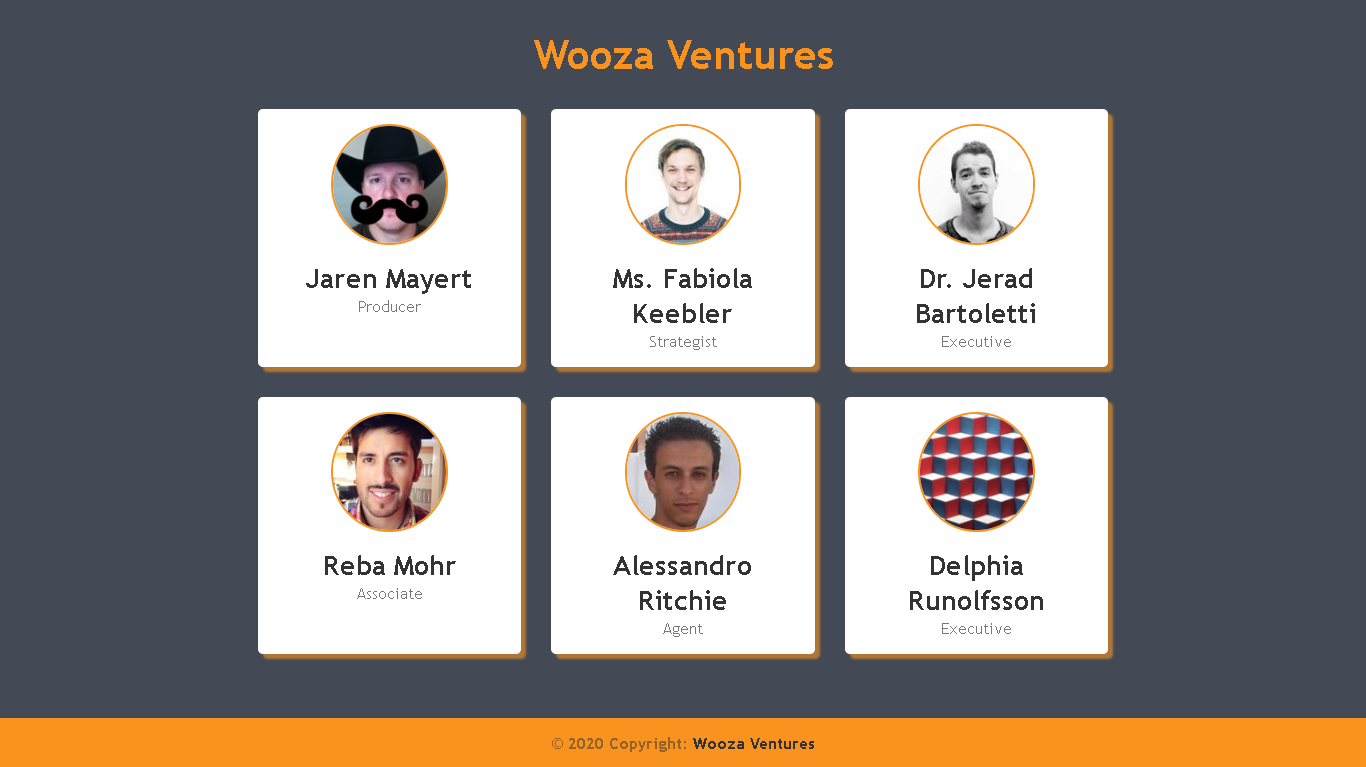 Wooza Ventures
Jaren Mayert
Producer
Ms. Fabiola
Keebler
Strategist
Dr. Jerad
Bartoletti
Executive
Reba Mohr
Associate
Alessandro
Ritchie
Agent
Delphia
Runolfsson
Executive
© 2020 Copyright: Wooza Ventures